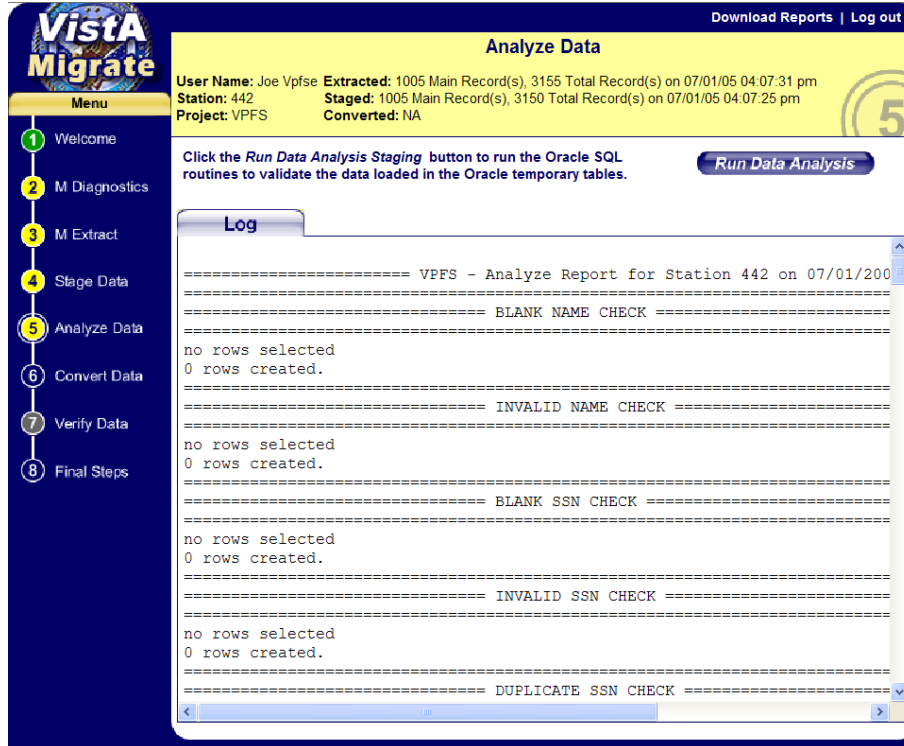 VistA
Migrate
Download Reports | Log out
Analyze Data
User Name: Joe Vpfse Extracted: 1005 Main Record(s), 3155 Total Record(s) on 07/01/05 04:07:31 pm
Station: 442 Staged: 1005 Main Record(s), 3150 Total Record(s) on 07/01/05 04:07:25 pm
Project: VPFS Converted: NA
5
Menu
1 Welcome
2 M Diagnostics
3 M Extract
4 Stage Data
5 Analyze Data
6 Convert Data
7 Verify Data
8 Final Steps
Click the Run Data Analysis Staging button to run the Oracle SQL
routines to validate the data loaded in the Oracle temporary tables.
Run Data Analysis
Log
======================== VPFS - Analyze Report for Station 442 on 07/01/200
===========================================================================
================================ BLANK NAME CHECK =========================
===========================================================================
no rows selected
0 rows created.
===========================================================================
================================ INVALID NAME CHECK =======================
===========================================================================
no rows selected
0 rows created.
===========================================================================
================================ BLANK SSN CHECK ==========================
===========================================================================
no rows selected
0 rows created.
===========================================================================
================================ INVALID SSN CHECK ========================
===========================================================================
no rows selected
0 rows created.
===========================================================================
================================ DUPLICATE SSN CHECK ======================